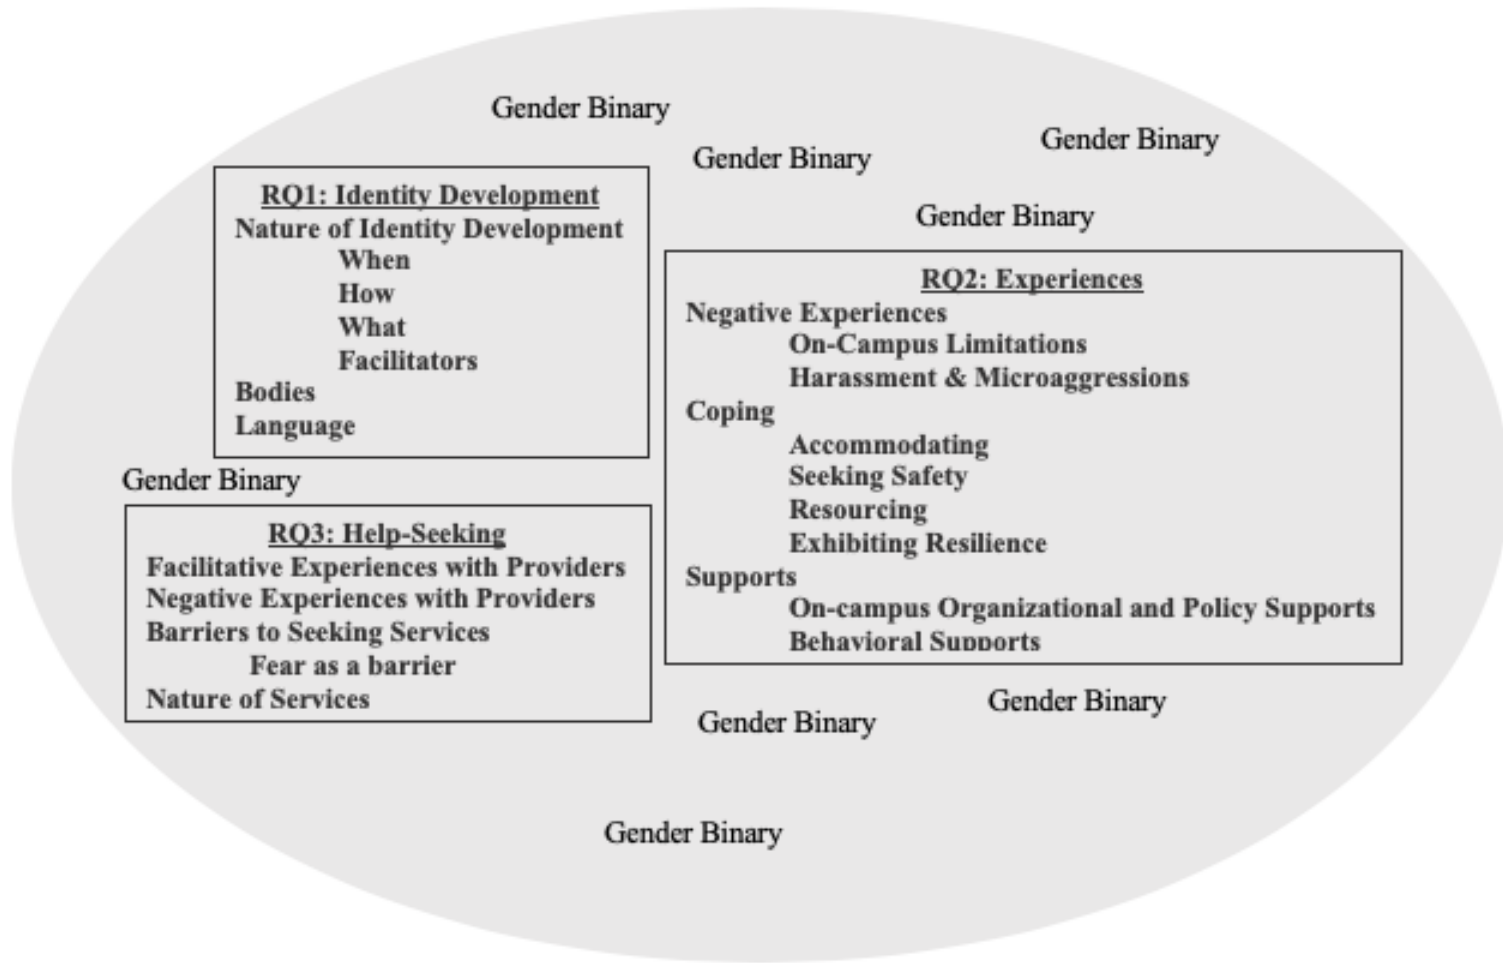 Gender Binary
Gender Binary
Gender Binary
Gender Binary
RQ1: Identity Development
Nature of Identity Development
When
How
What
Facilitators
Bodies
Language
RQ2: Experiences
Negative Experiences
On-Campus Limitations
Harassment & Microaggressions
Coping
Accommodating
Seeking Safety
Resourcing
Exhibiting Resilience
Supports
On-campus Organizational and Policy Supports
Behavioral Supports
Gender Binary
RQ3: Help-Seeking
Facilitative Experiences with Providers
Negative Experiences with Providers
Barriers to Seeking Services
Fear as a barrier
Nature of Services
Gender Binary
Gender Binary
Gender Binary